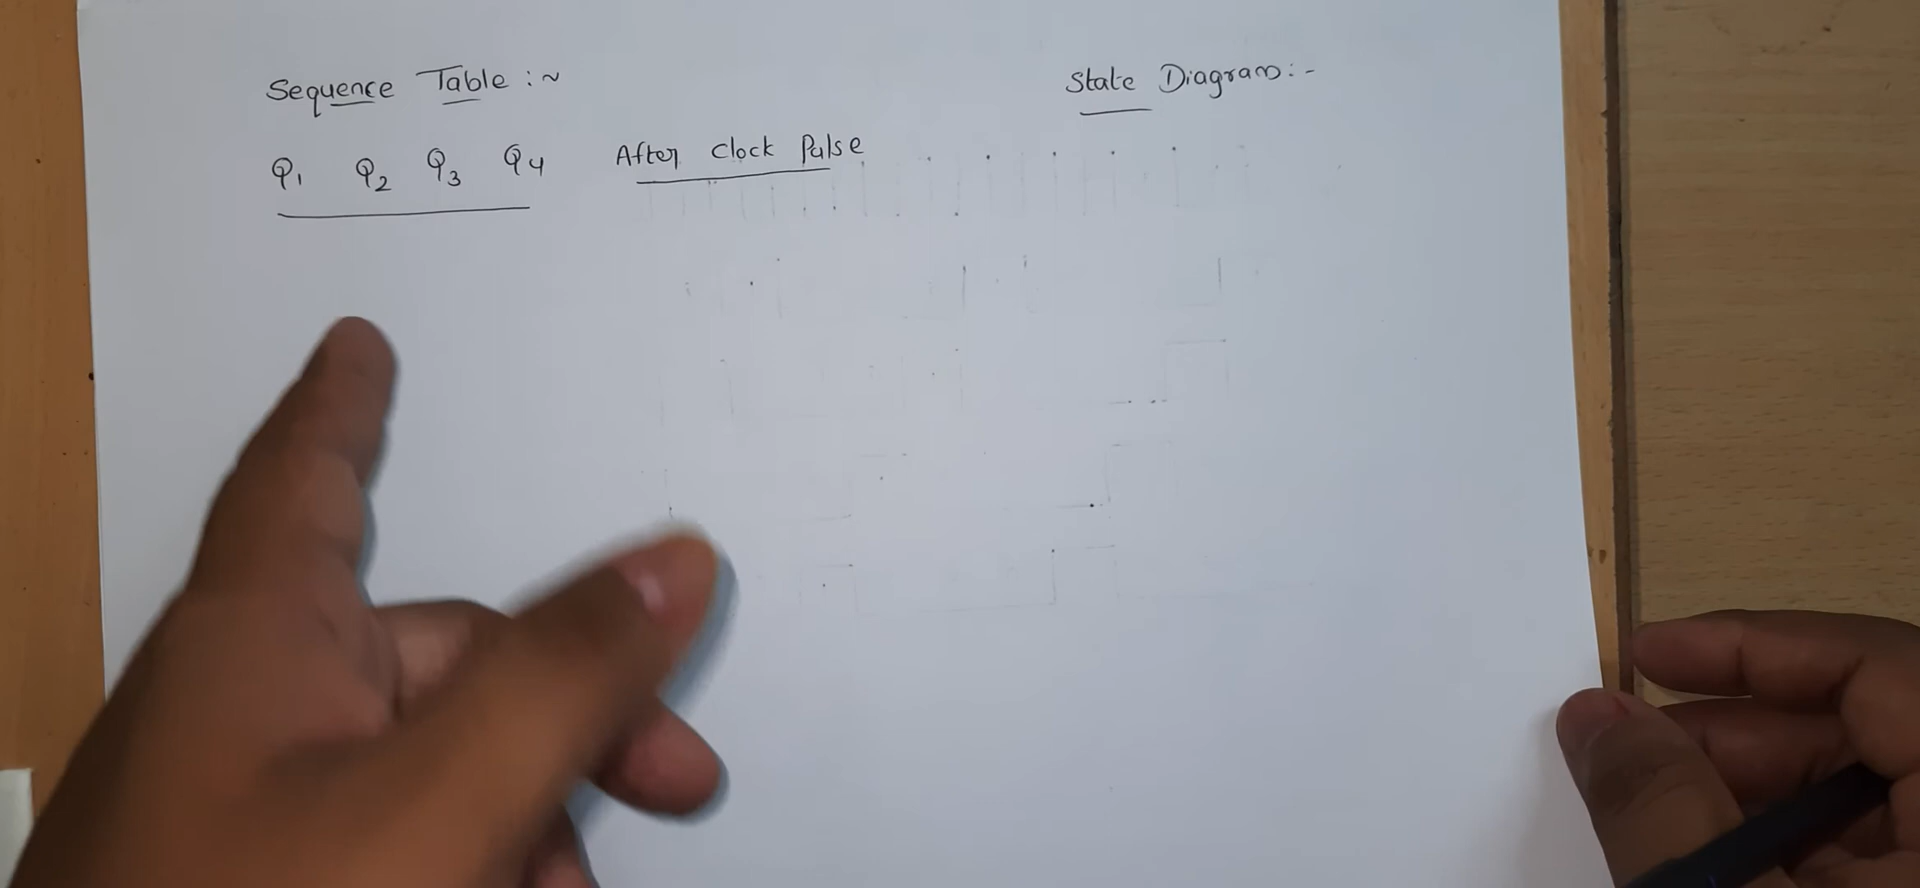 Sequence Table :~
State Diagram:-
Q1 Q2 Q3 Q4 After clock Pulse